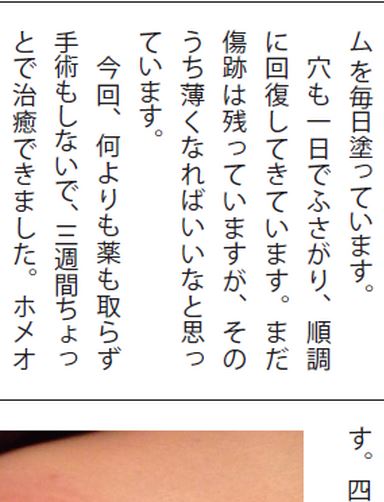 ムを毎日塗っています。
穴も一日でふさがり、順調
に回復してきています。まだ
傷跡は残っていますが、その
うち薄くなればいいなと思っ
ています。
今回、何よりも薬も取らず
手術もしないで、三週間ちょっ
とで治癒できました。ホメオ
す。四